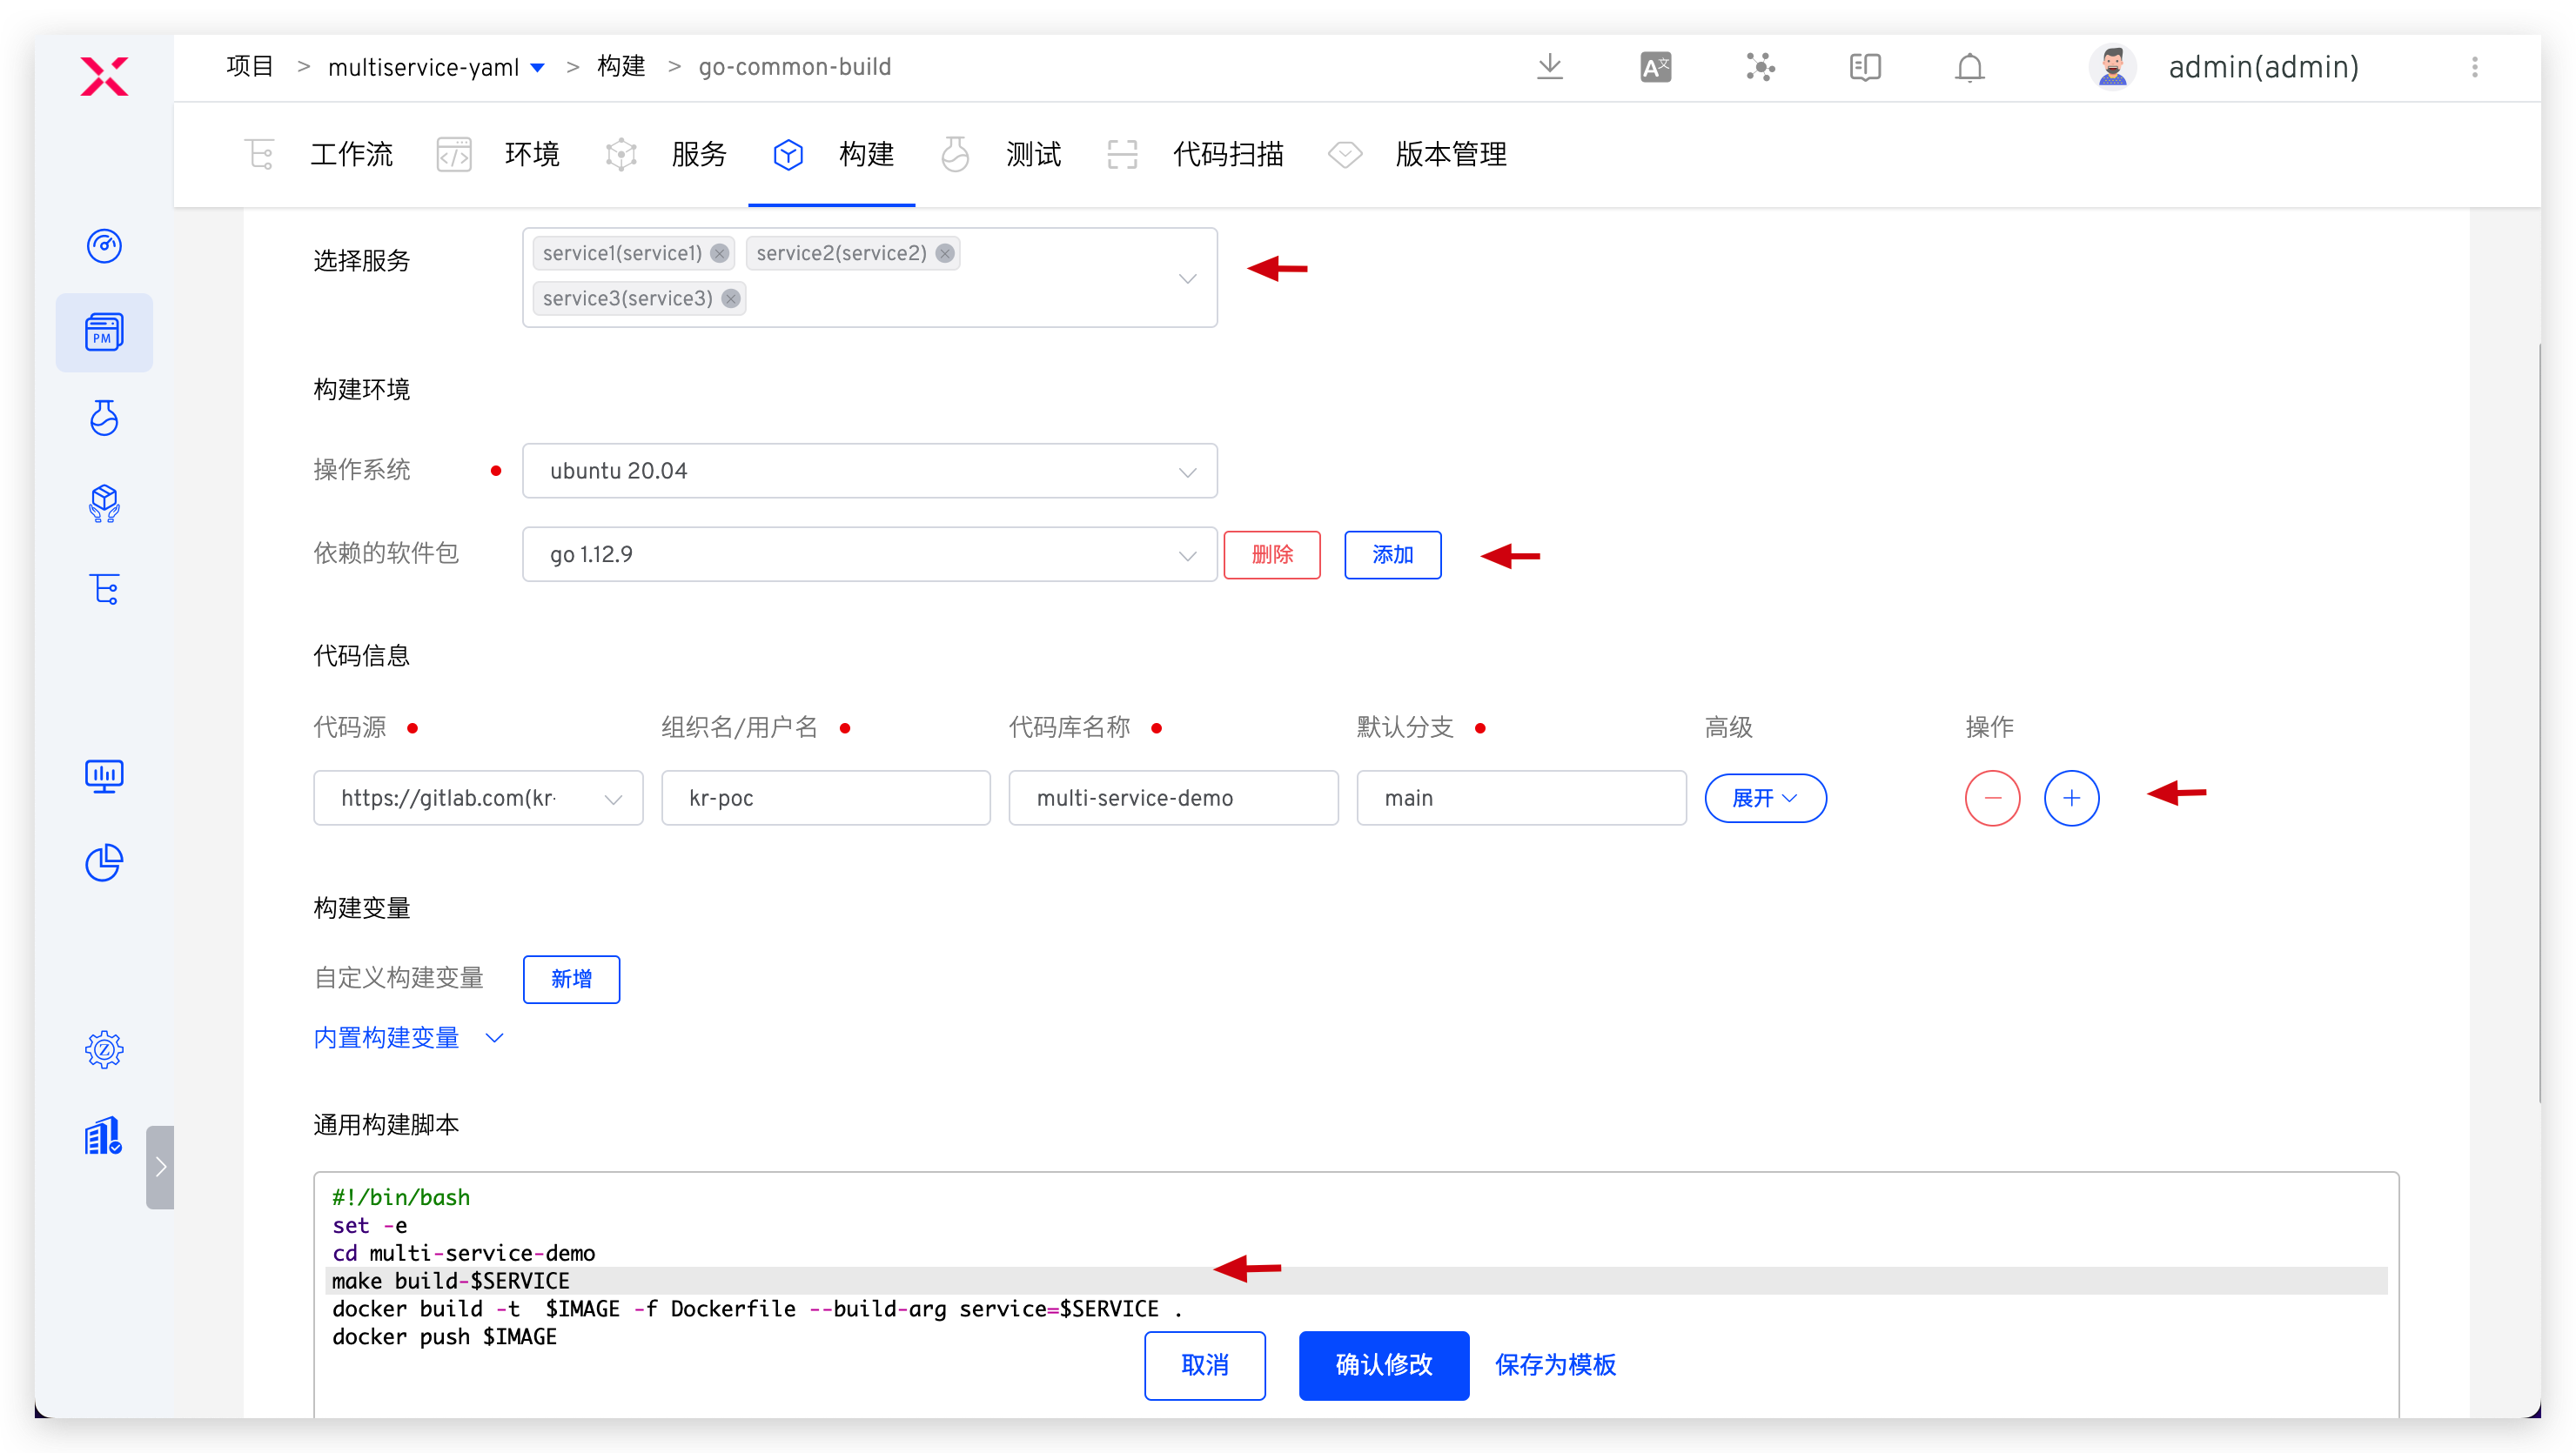 项目 > multiservice-yaml > 构建 > go-common-build
admin(admin)
工作流 环境 服务 构建 测试 代码扫描 版本管理
PM
选择服务
service1(service1) service2(service2)
service3(service3)
构建环境
操作系统 ubuntu 20.04
依赖的软件包 go 1.12.9 删除 添加
代码信息
代码源 组织名/用户名 代码库名称 默认分支 高级 操作
https://gitlab.com(kr- kr-poc multi-service-demo main 展开
构建变量
自定义构建变量 新增
内置构建变量
通用构建脚本
#!/bin/bash
set -e
cd multi-service-demo
make build-$SERVICE
docker build -t  $IMAGE -f Dockerfile --build-arg service=$SERVICE .
docker push $IMAGE
取消 确认修改 保存为模板